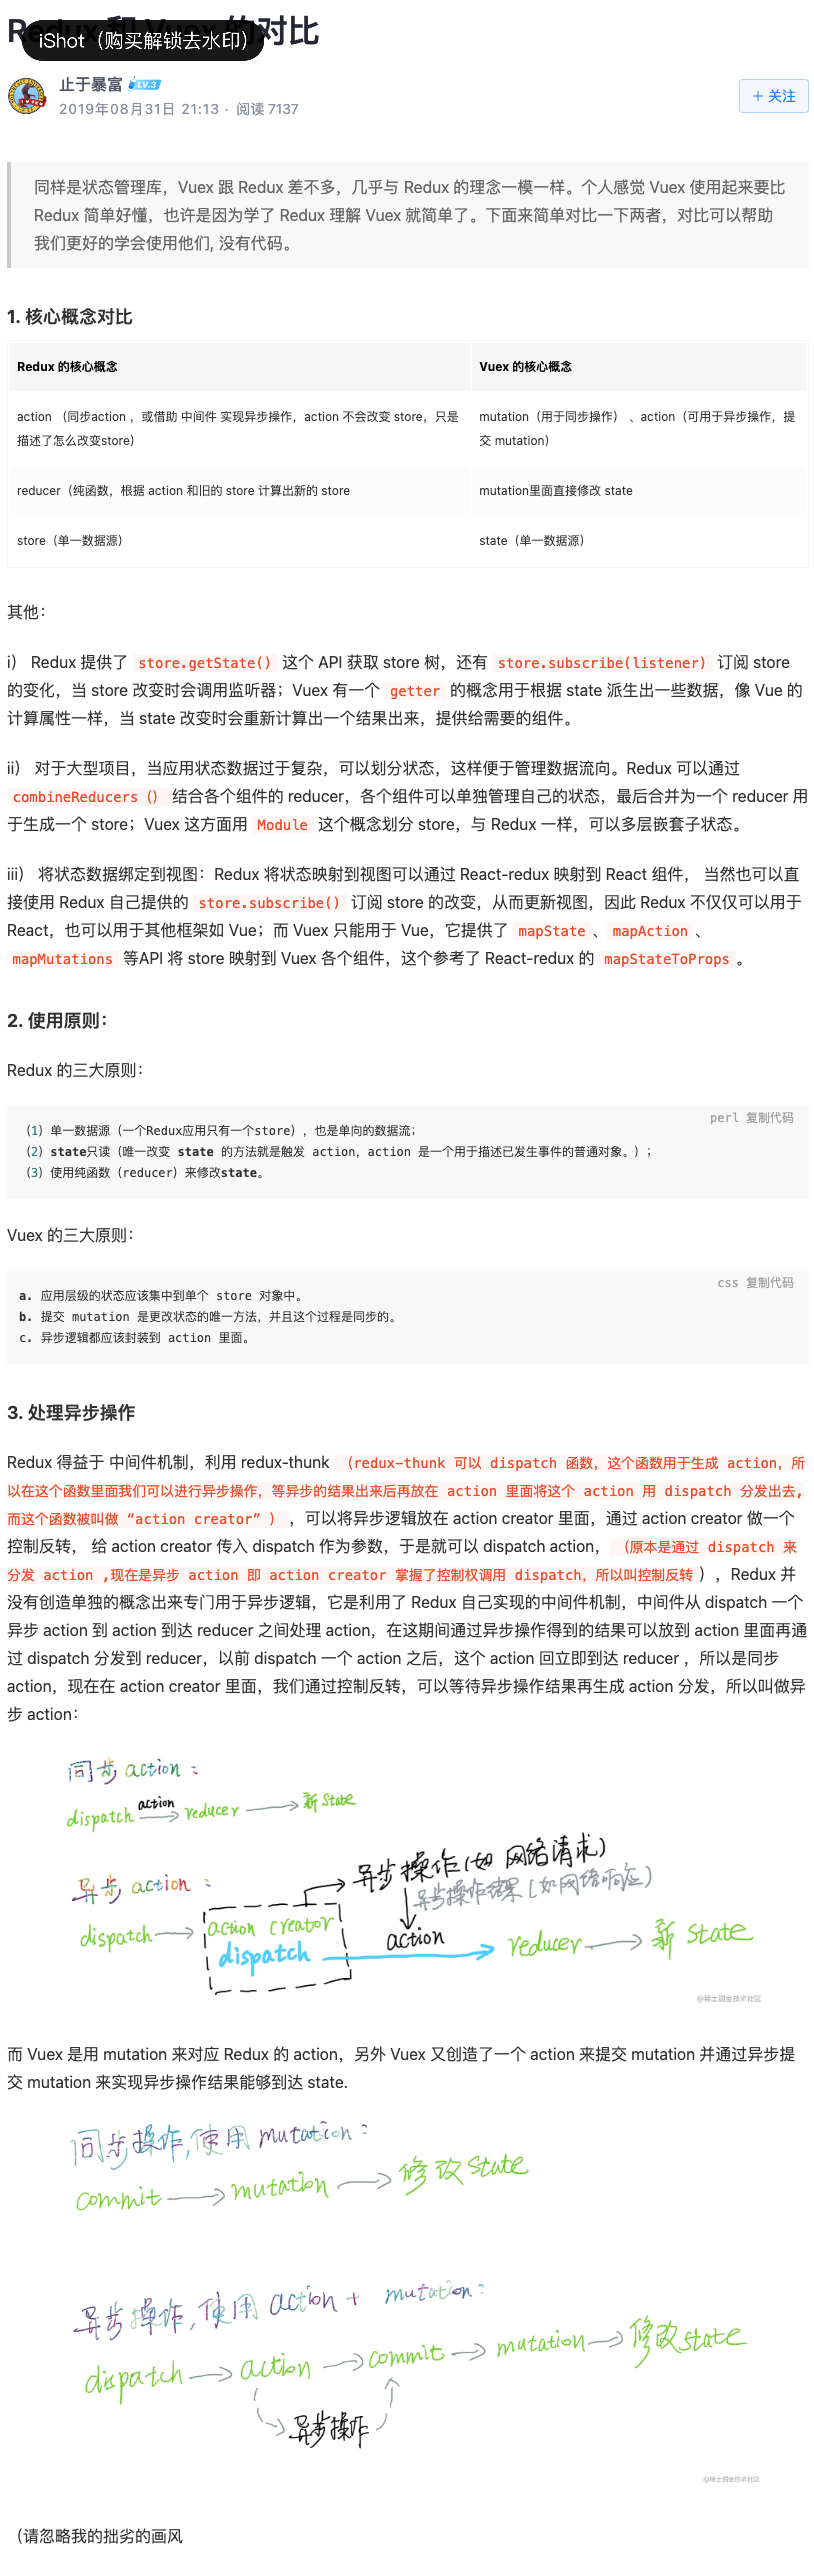 Redux 和 Vuex 的对比
iShot（购买解锁去水印）
止于暴富 LV.3
2019年08月31日 21:13 · 阅读 7137
+ 关注
同样是状态管理库，Vuex 跟 Redux 差不多，几乎与 Redux 的理念一模一样。个人感觉 Vuex 使用起来要比
Redux 简单好懂，也许是因为学了 Redux 理解 Vuex 就简单了。下面来简单对比一下两者，对比可以帮助
我们更好的学会使用他们, 没有代码。
1. 核心概念对比
Redux 的核心概念
Vuex 的核心概念
action （同步action ，或借助 中间件 实现异步操作，action 不会改变 store，只是
描述了怎么改变store）
mutation（用于同步操作） 、action（可用于异步操作，提
交 mutation）
reducer（纯函数，根据 action 和旧的 store 计算出新的 store
mutation里面直接修改 state
store（单一数据源）
state（单一数据源）
其他：
i） Redux 提供了 store.getState() 这个 API 获取 store 树，还有 store.subscribe(listener) 订阅 store
的变化，当 store 改变时会调用监听器；Vuex 有一个 getter 的概念用于根据 state 派生出一些数据，像 Vue 的
计算属性一样，当 state 改变时会重新计算出一个结果出来，提供给需要的组件。
ii） 对于大型项目，当应用状态数据过于复杂，可以划分状态，这样便于管理数据流向。Redux 可以通过
combineReducers（） 结合各个组件的 reducer，各个组件可以单独管理自己的状态，最后合并为一个 reducer 用
于生成一个 store；Vuex 这方面用 Module 这个概念划分 store，与 Redux 一样，可以多层嵌套子状态。
iii） 将状态数据绑定到视图：Redux 将状态映射到视图可以通过 React-redux 映射到 React 组件， 当然也可以直
接使用 Redux 自己提供的 store.subscribe() 订阅 store 的改变，从而更新视图，因此 Redux 不仅仅可以用于
React，也可以用于其他框架如 Vue；而 Vuex 只能用于 Vue，它提供了 mapState 、mapAction 、
mapMutations 等API 将 store 映射到 Vuex 各个组件，这个参考了 React-redux 的 mapStateToProps 。
2. 使用原则：
Redux 的三大原则：
perl 复制代码
（1）单一数据源（一个Redux应用只有一个store），也是单向的数据流；
（2）state只读（唯一改变 state 的方法就是触发 action，action 是一个用于描述已发生事件的普通对象。）；
（3）使用纯函数（reducer）来修改state。
Vuex 的三大原则：
css 复制代码
a. 应用层级的状态应该集中到单个 store 对象中。
b. 提交 mutation 是更改状态的唯一方法，并且这个过程是同步的。
c. 异步逻辑都应该封装到 action 里面。
3. 处理异步操作
Redux 得益于 中间件机制，利用 redux-thunk （redux-thunk 可以 dispatch 函数，这个函数用于生成 action，所
以在这个函数里面我们可以进行异步操作，等异步的结果出来后再放在 action 里面将这个 action 用 dispatch 分发出去,
而这个函数被叫做 “action creator” ） ，可以将异步逻辑放在 action creator 里面，通过 action creator 做一个
控制反转， 给 action creator 传入 dispatch 作为参数，于是就可以 dispatch action， （原本是通过 dispatch 来
分发 action ,现在是异步 action 即 action creator 掌握了控制权调用 dispatch，所以叫控制反转 ），Redux 并
没有创造单独的概念出来专门用于异步逻辑，它是利用了 Redux 自己实现的中间件机制，中间件从 dispatch 一个
异步 action 到 action 到达 reducer 之间处理 action，在这期间通过异步操作得到的结果可以放到 action 里面再通
过 dispatch 分发到 reducer，以前 dispatch 一个 action 之后，这个 action 回立即到达 reducer ，所以是同步
action，现在在 action creator 里面，我们通过控制反转，可以等待异步操作结果再生成 action 分发，所以叫做异
步 action：
同步 action：
dispatch action reducer 新 state
异步 action：
异步操作（如 网络请求）
异步操作结果（如网络响应）
dispatch action creator
dispatch action reducer 新 state
@稀土掘金技术社区
而 Vuex 是用 mutation 来对应 Redux 的 action，另外 Vuex 又创造了一个 action 来提交 mutation 并通过异步提
交 mutation 来实现异步操作结果能够到达 state.
同步操作,使用 mutation：
commit mutation 修改 state
异步操作,使用 action + mutation：
dispatch action commit mutation 修改 state
异步操作
@稀土掘金技术社区
（请忽略我的拙劣的画风